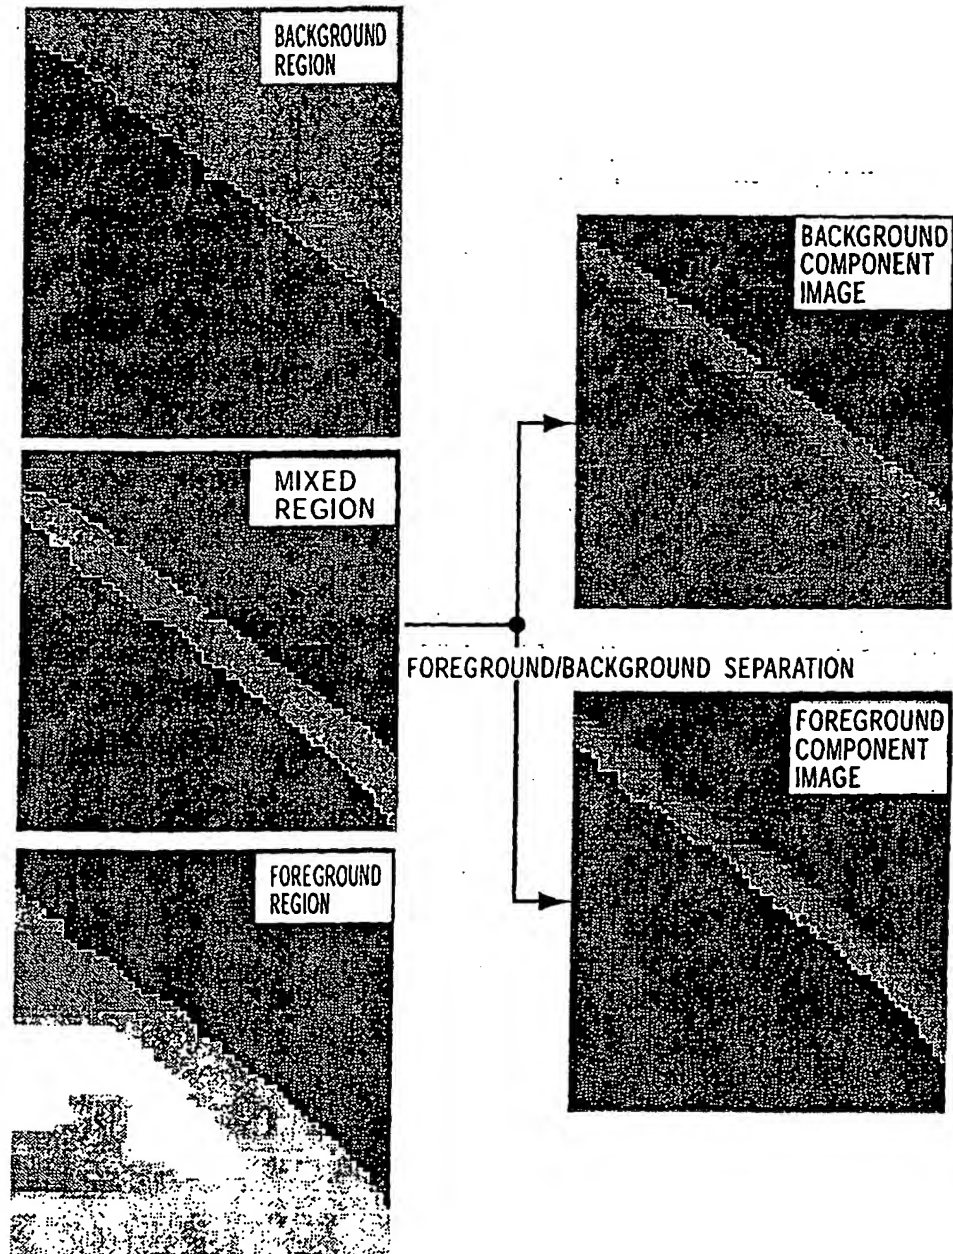 BACKGROUND
REGION
MIXED
REGION
FOREGROUND
REGION
BACKGROUND
COMPONENT
IMAGE
FOREGROUND/BACKGROUND SEPARATION
FOREGROUND
COMPONENT
IMAGE